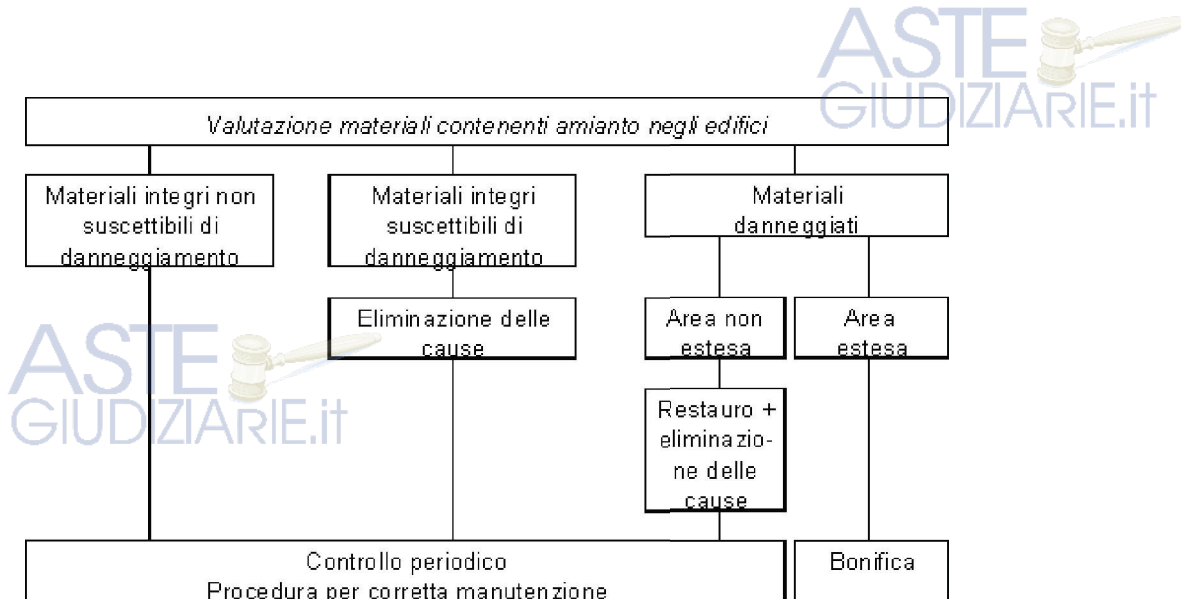 ASTE
GIUDIZIARIE.it
Valutazione materiali contenenti amianto negli edifici
Materiali integri non
suscettibili di
danneggiamento
Materiali integri
suscettibili di
danneggiamento
Materiali
danneggiati
Eliminazione delle
cause
Area non
estesa
Area
estesa
ASTE
GIUDIZIARIE.it
Restauro +
eliminazio-
ne delle
cause
Controllo periodico
Procedura per corretta manutenzione
Bonifica